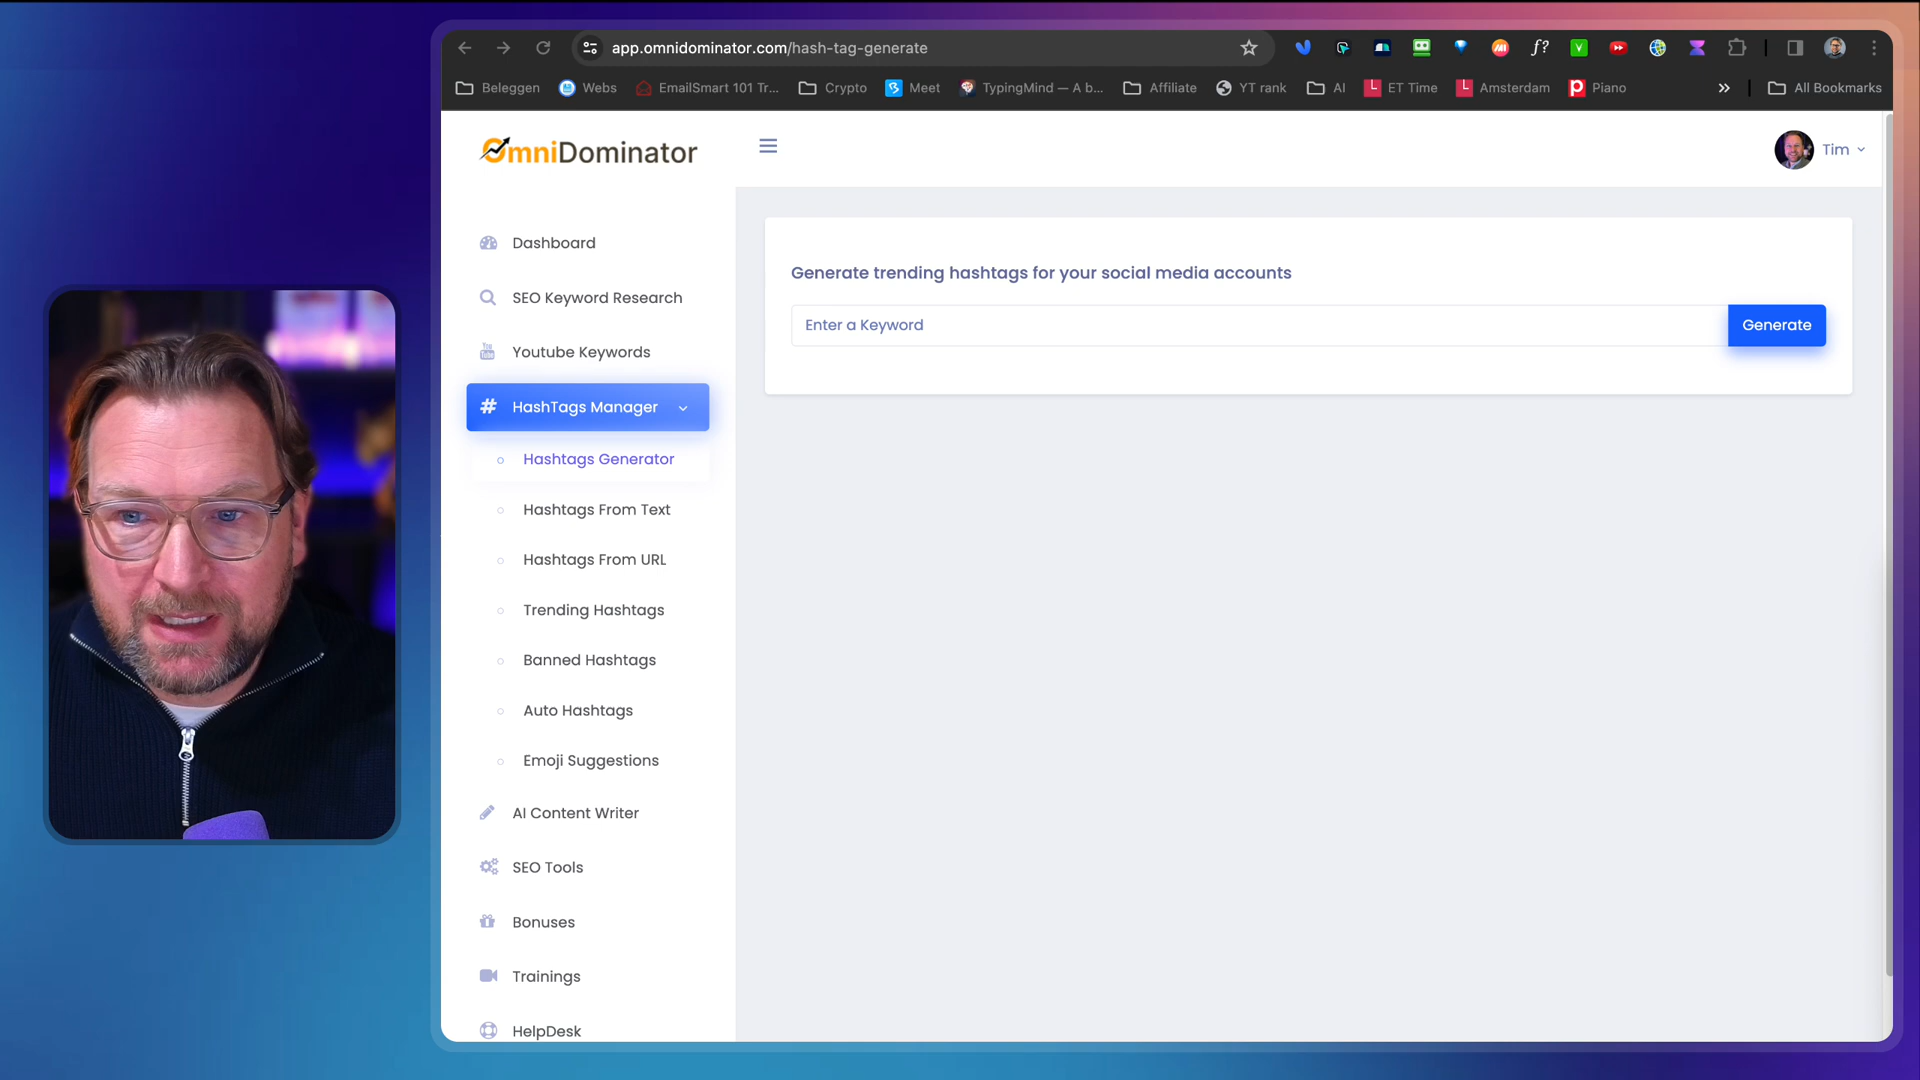 app.omnidominator.com/hash-tag-generate
Beleggen
Webs
EmailSmart 101 Tr...
Crypto
Meet
TypingMind — A b...
Affiliate
YT rank
AI
ET Time
Amsterdam
Piano
All Bookmarks
OmniDominator
Tim
Dashboard
SEO Keyword Research
Youtube Keywords
HashTags Manager
Hashtags Generator
Hashtags From Text
Hashtags From URL
Trending Hashtags
Banned Hashtags
Auto Hashtags
Emoji Suggestions
AI Content Writer
SEO Tools
Bonuses
Trainings
HelpDesk
Generate trending hashtags for your social media accounts
Enter a Keyword
Generate